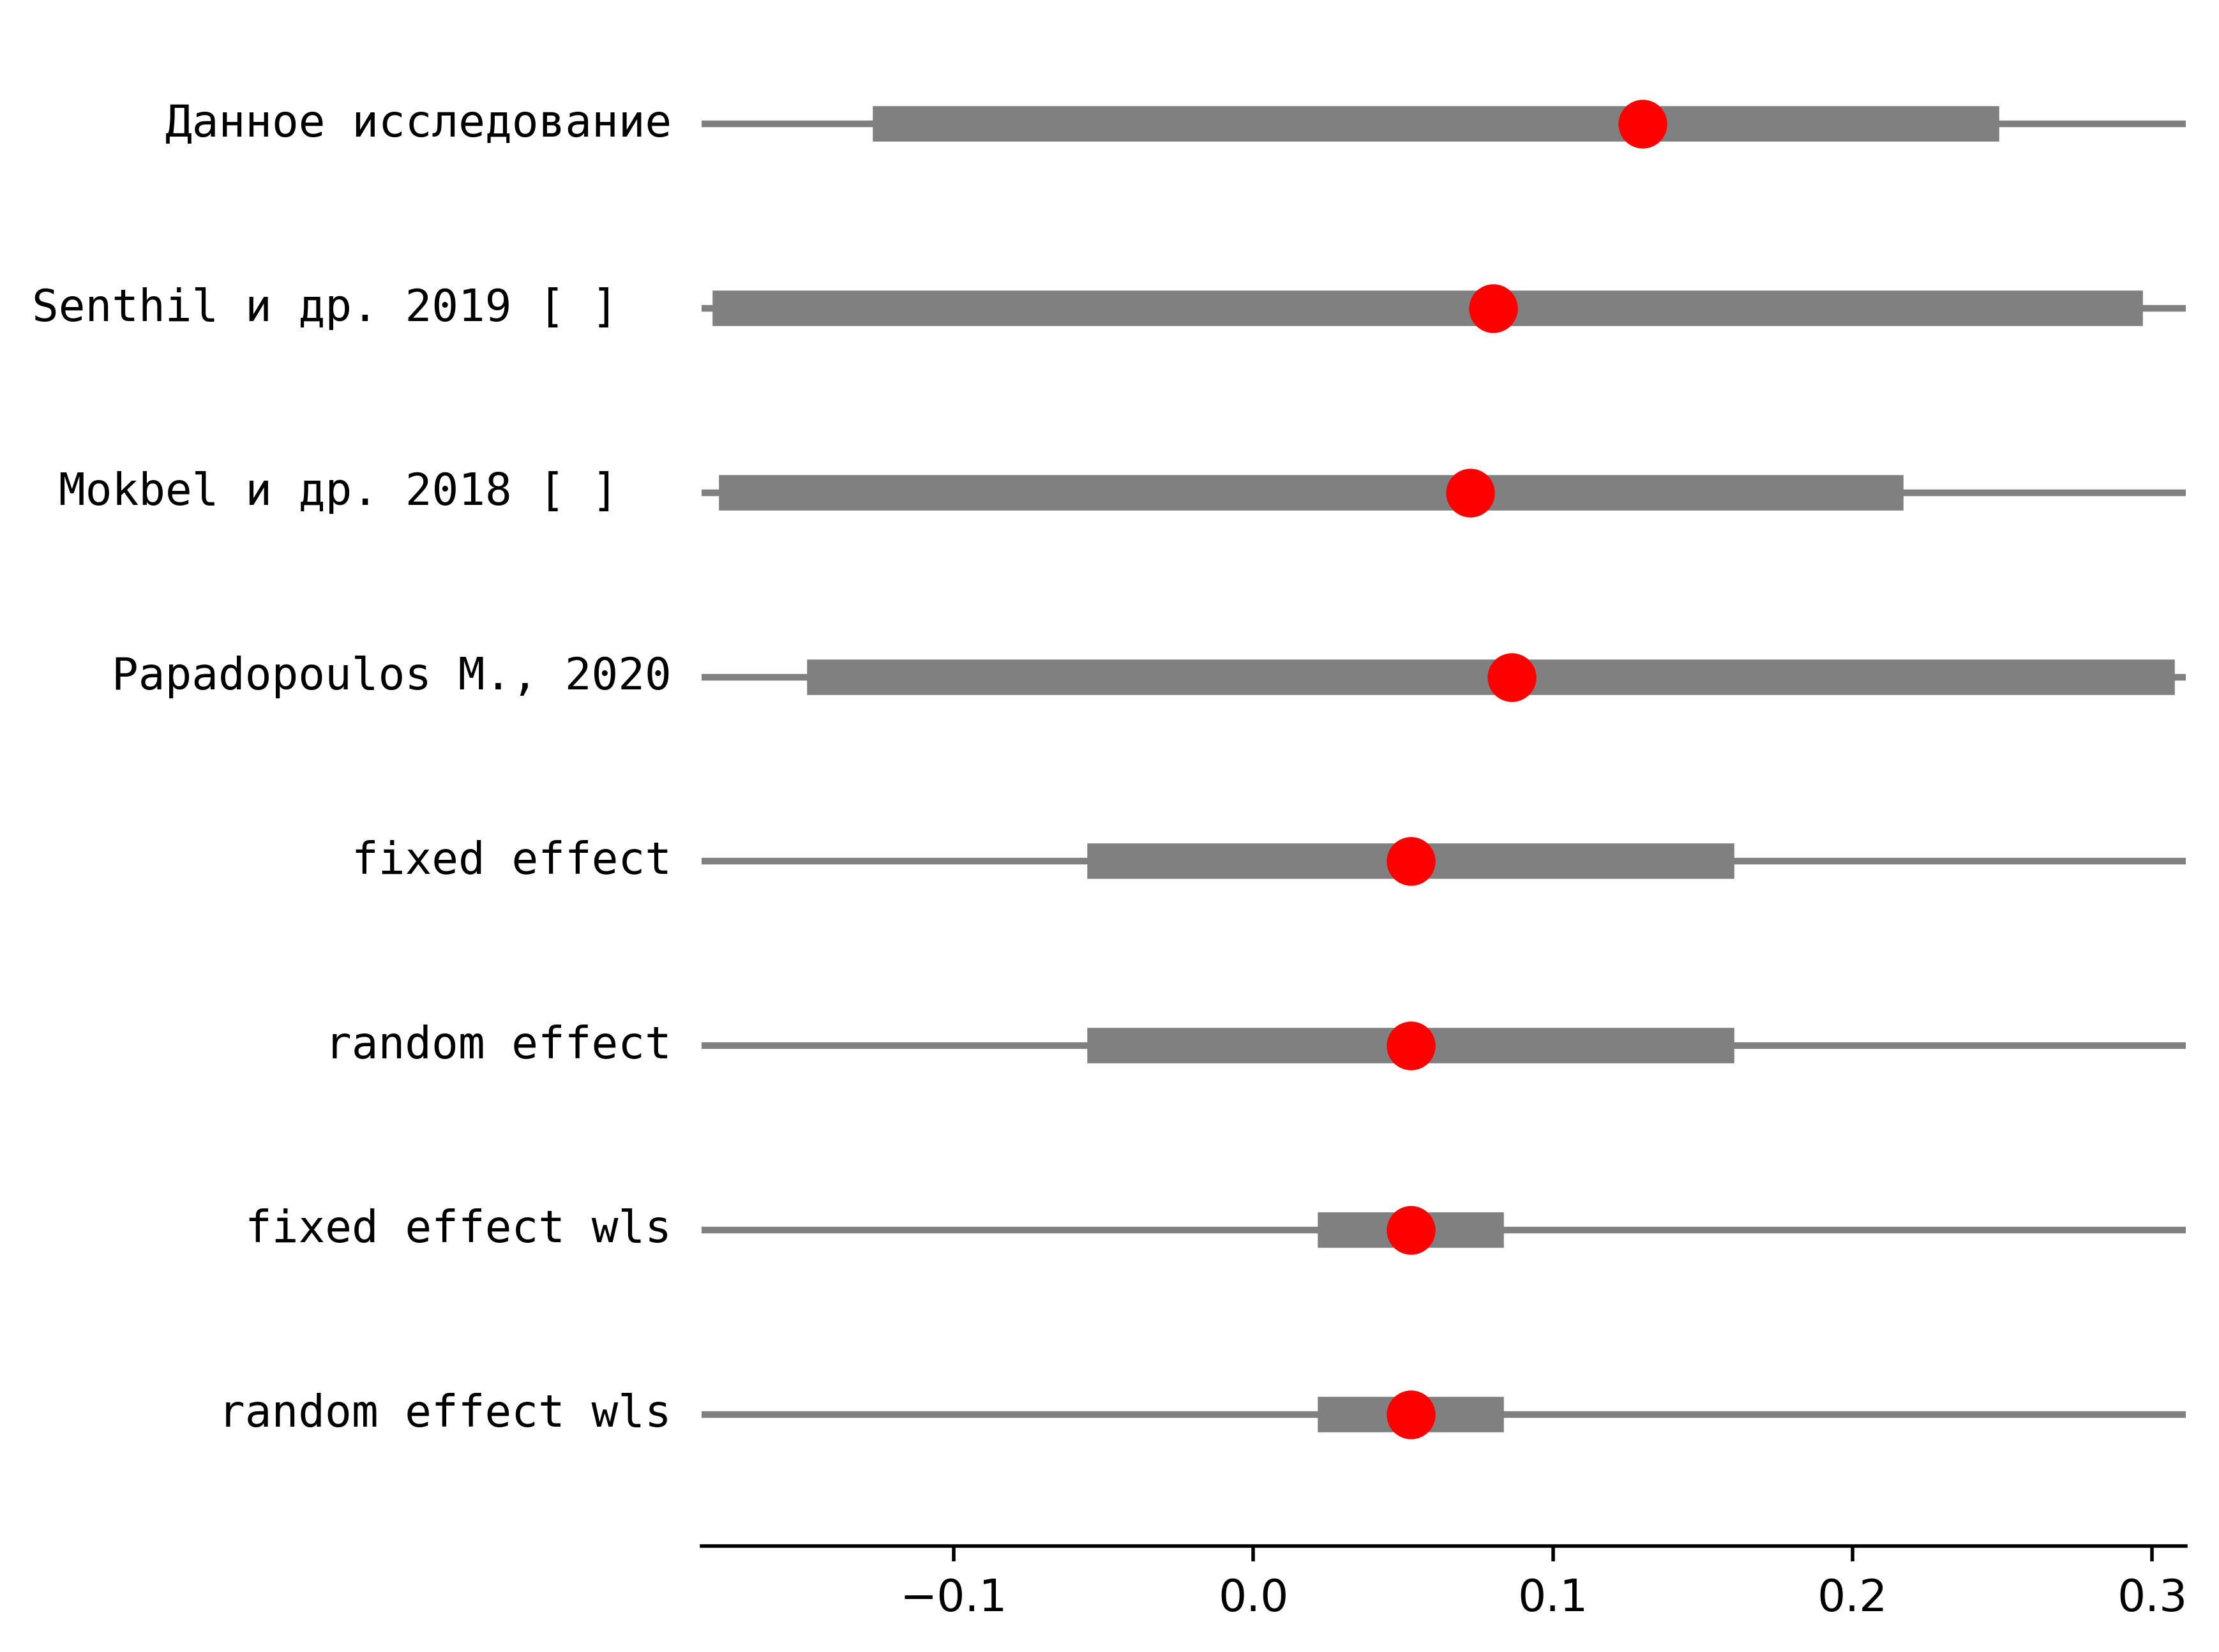 Данное исследование
Senthil и др. 2019 [ ]
Mokbel и др. 2018 [ ]
Papadopoulos M., 2020
fixed effect
random effect
fixed effect wls
random effect wls
−0.1 0.0 0.1 0.2 0.3